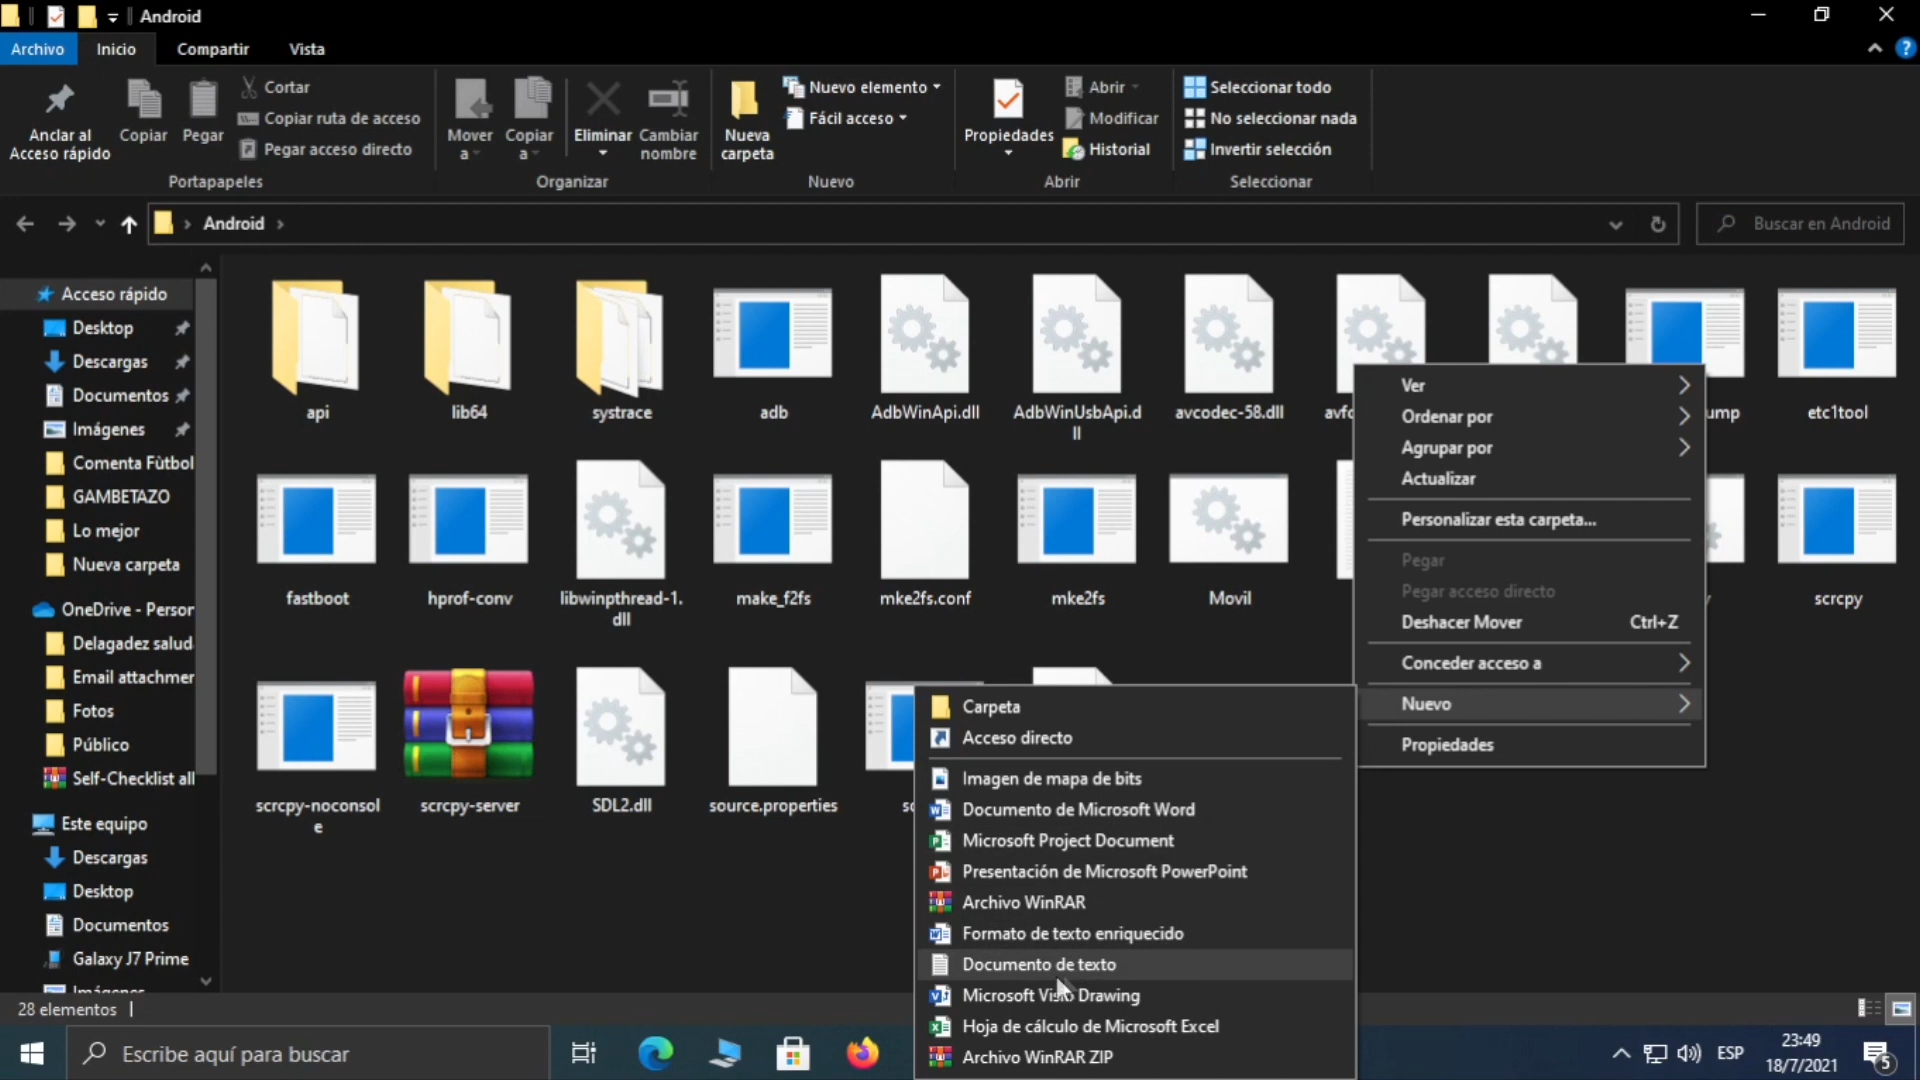 Android
Archivo
Inicio
Compartir
Vista
Anclar al
Acceso rápido
Copiar
Pegar
Cortar
Copiar ruta de acceso
Pegar acceso directo
Portapapeles
Mover
a
Copiar
a
Eliminar
Cambiar
nombre
Organizar
Nueva
carpeta
Nuevo elemento
Fácil acceso
Nuevo
Propiedades
Abrir
Modificar
Historial
Abrir
Seleccionar todo
No seleccionar nada
Invertir selección
Seleccionar
Android
Buscar en Android
Acceso rápido
Desktop
Descargas
Documentos
Imágenes
Comenta Fùtbol
GAMBETAZO
Lo mejor
Nueva carpeta
OneDrive - Person
Delagadez salud
Email attachmen
Fotos
Público
Self-Checklist all
Este equipo
Descargas
Desktop
Documentos
Galaxy J7 Prime
Imágenes
api
lib64
systrace
adb
AdbWinApi.dll
AdbWinUsbApi.d
ll
avcodec-58.dll
avfo
ump
etc1tool
fastboot
hprof-conv
libwinpthread-1.
dll
make_f2fs
mke2fs.conf
mke2fs
Movil
scrcpy
scrcpy-noconsol
e
scrcpy-server
SDL2.dll
source.properties
Ver
Ordenar por
Agrupar por
Actualizar
Personalizar esta carpeta...
Pegar
Pegar acceso directo
Deshacer Mover Ctrl+Z
Conceder acceso a
Nuevo
Propiedades
Carpeta
Acceso directo
Imagen de mapa de bits
Documento de Microsoft Word
Microsoft Project Document
Presentación de Microsoft PowerPoint
Archivo WinRAR
Formato de texto enriquecido
Documento de texto
Microsoft Visio Drawing
Hoja de cálculo de Microsoft Excel
Archivo WinRAR ZIP
28 elementos
Escribe aquí para buscar
ESP
23:49
18/7/2021
5